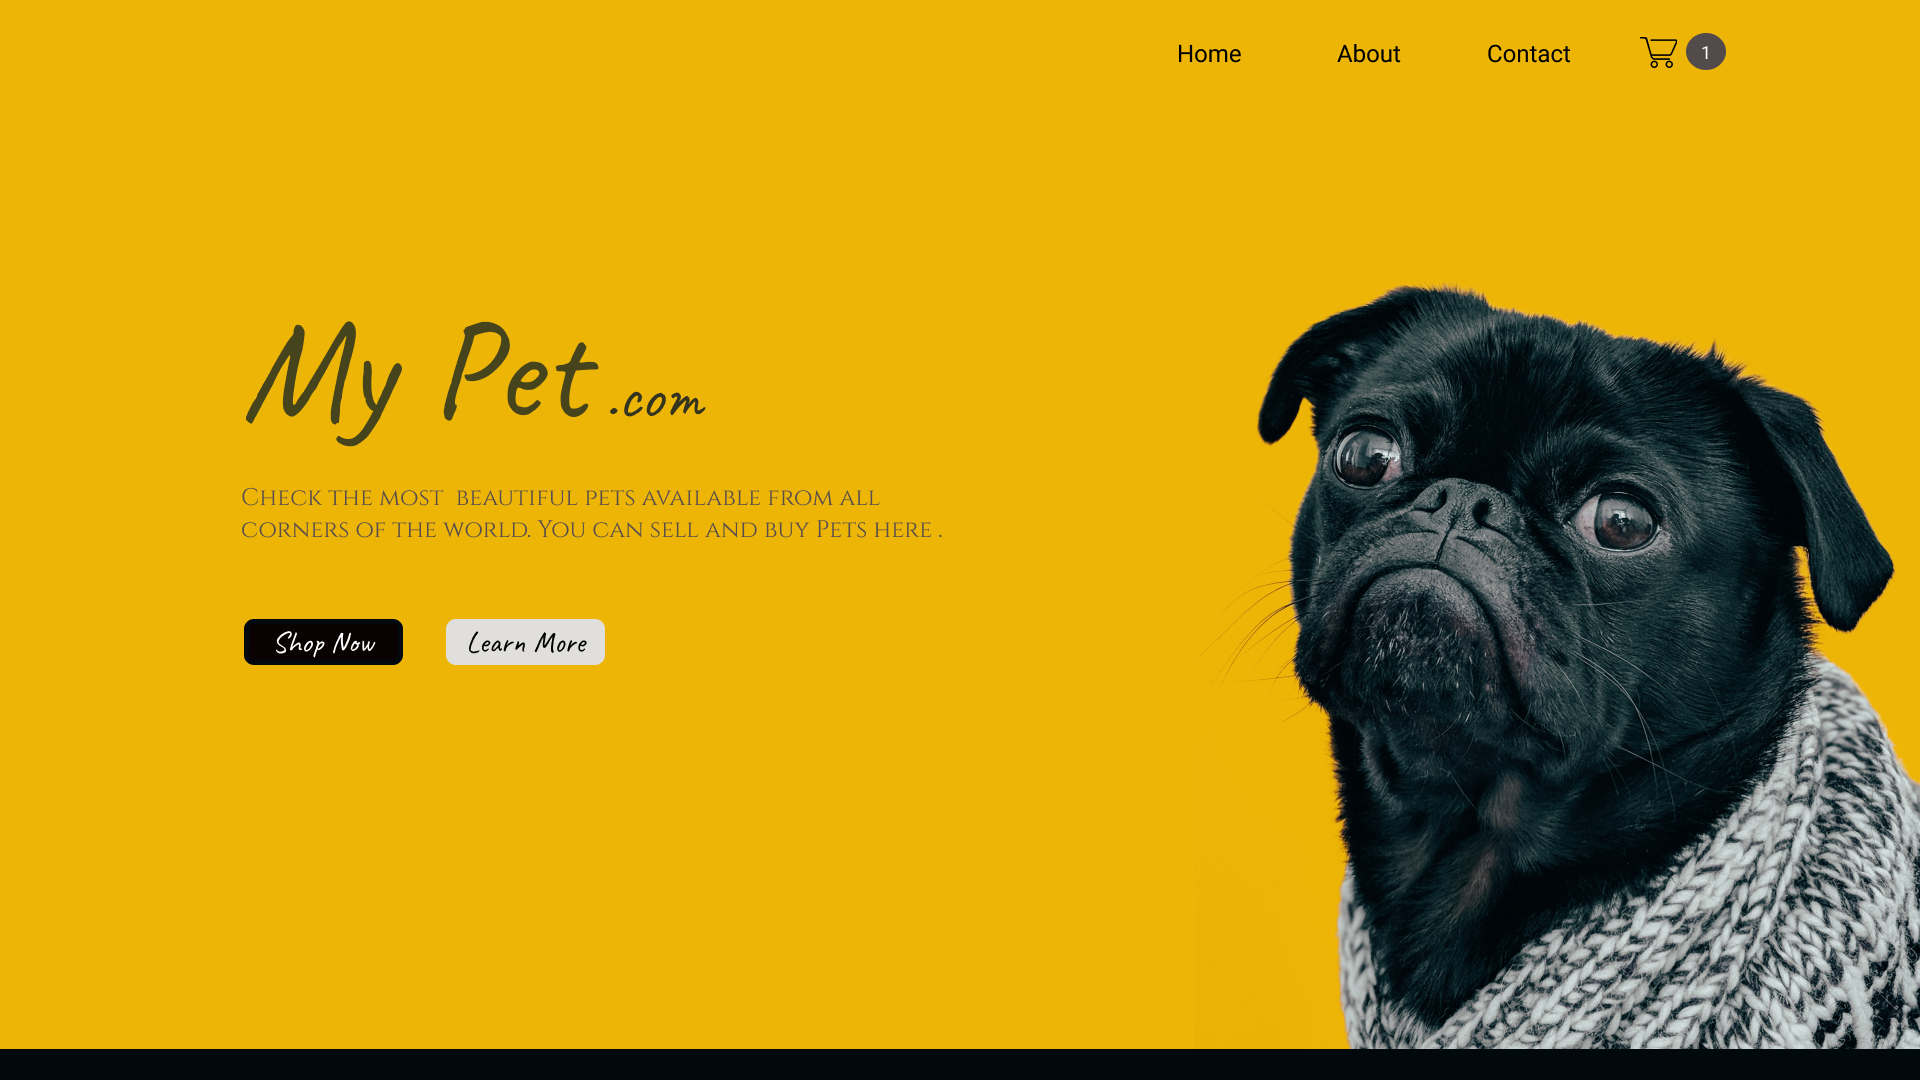 Home About Contact 1
My Pet .com
Check the most beautiful pets available from all
corners of the world. You can sell and buy Pets here .
Shop Now Learn More